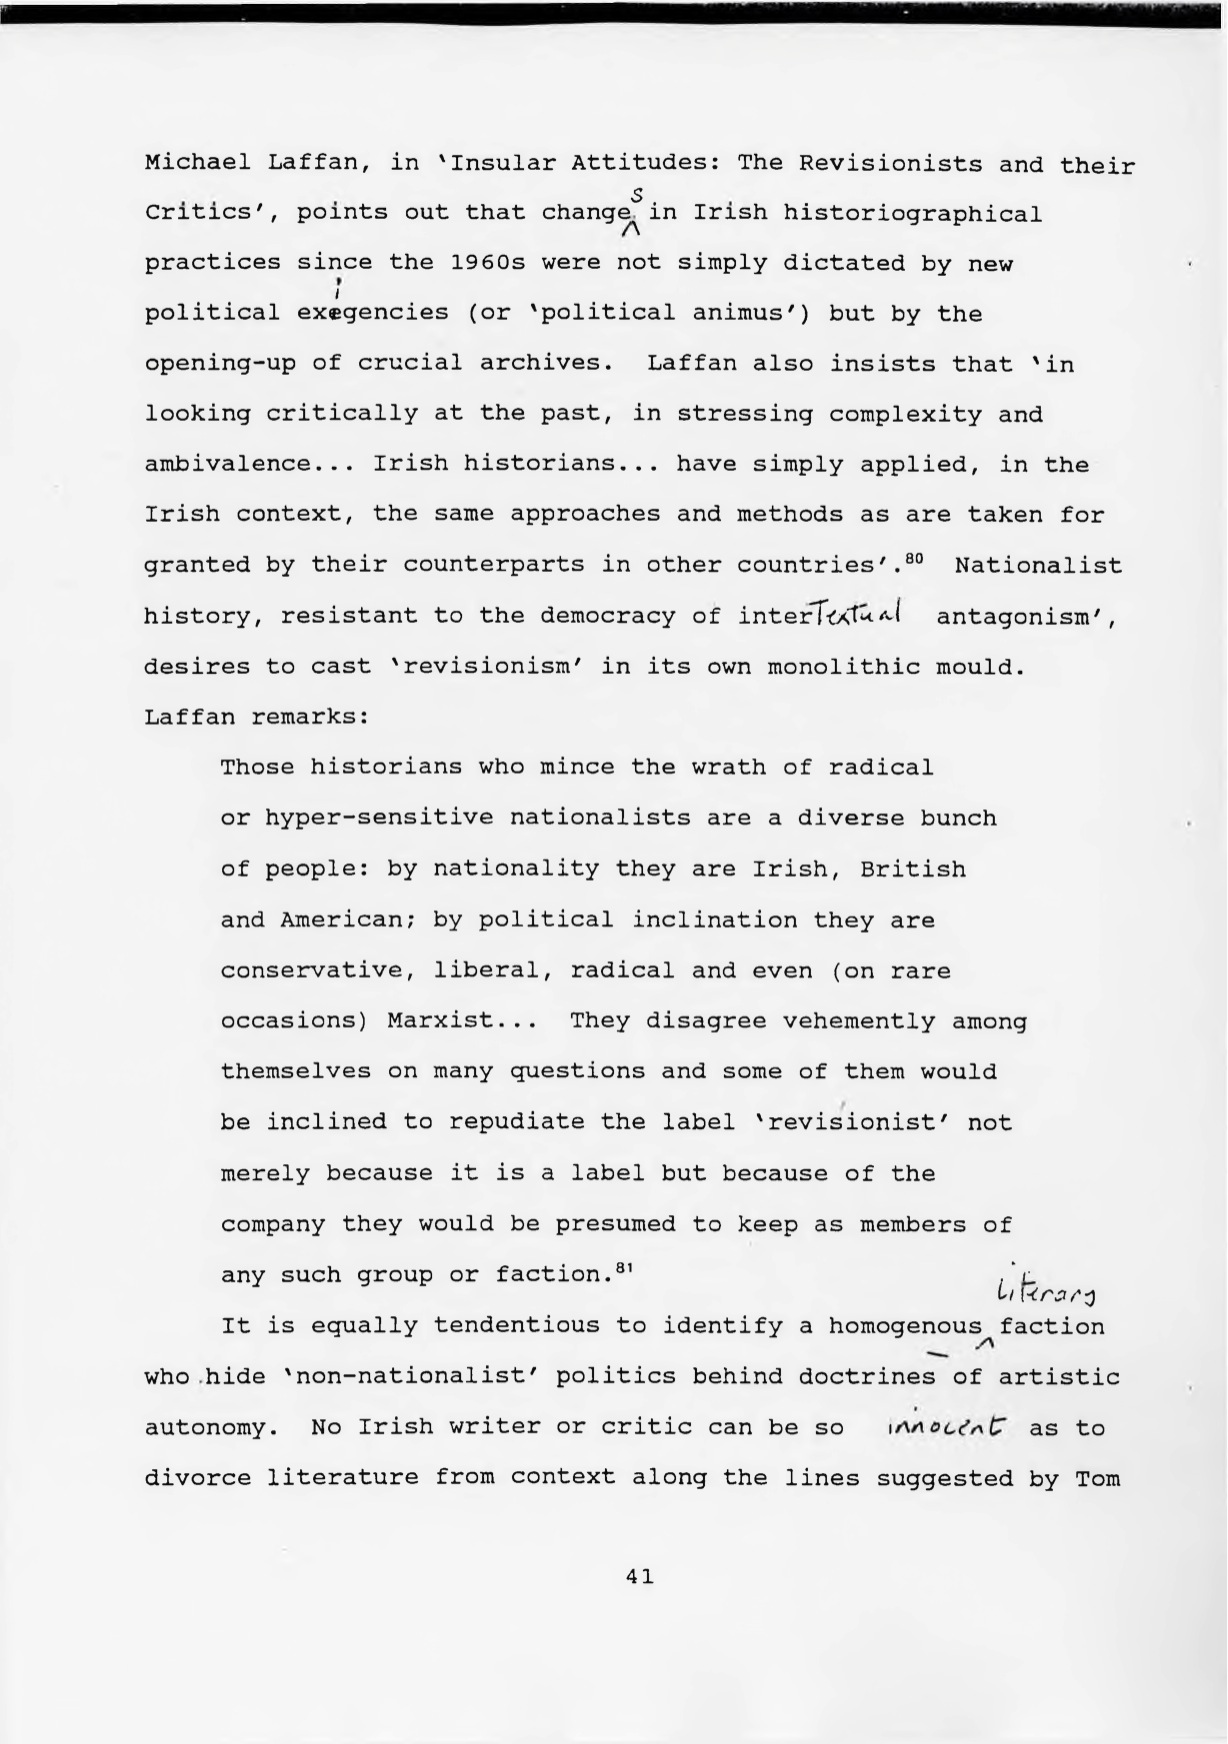 Michael Laffan, in 'Insular Attitudes: The Revisionists and their
Critics', points out that changes in Irish historiographical
practices since the 1960s were not simply dictated by new
political exigencies (or 'political animus') but by the
opening-up of crucial archives.  Laffan also insists that 'in
looking critically at the past, in stressing complexity and
ambivalence... Irish historians... have simply applied, in the
Irish context, the same approaches and methods as are taken for
granted by their counterparts in other countries'.⁸⁰  Nationalist
history, resistant to the democracy of interTextual antagonism',
desires to cast 'revisionism' in its own monolithic mould.
Laffan remarks:
Those historians who mince the wrath of radical
or hyper-sensitive nationalists are a diverse bunch
of people: by nationality they are Irish, British
and American; by political inclination they are
conservative, liberal, radical and even (on rare
occasions) Marxist...  They disagree vehemently among
themselves on many questions and some of them would
be inclined to repudiate the label 'revisionist' not
merely because it is a label but because of the
company they would be presumed to keep as members of
any such group or faction.⁸¹
It is equally tendentious to identify a homogenous literary faction
who hide 'non-nationalist' politics behind doctrines of artistic
autonomy.  No Irish writer or critic can be so innocent as to
divorce literature from context along the lines suggested by Tom
41